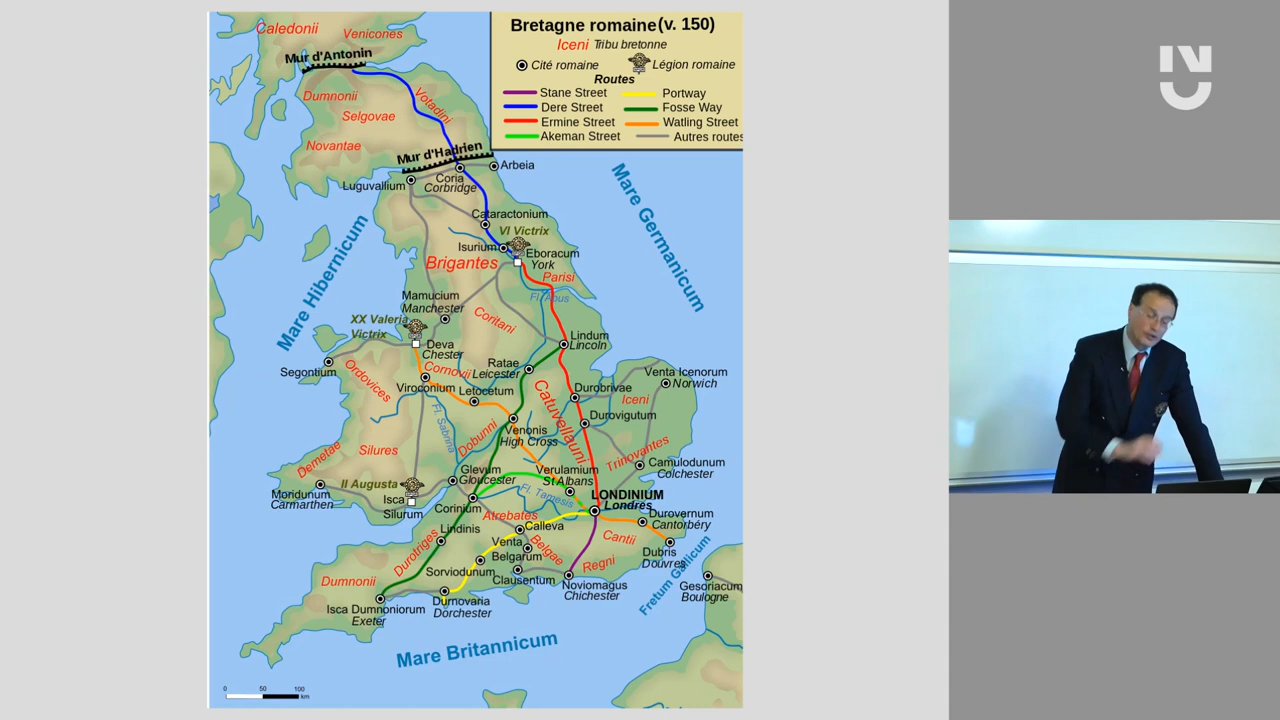 Bretagne romaine (v. 150)
Iceni Tribu bretonne
Cité romaine
Légion romaine
Routes
Stane Street
Portway
Dere Street
Fosse Way
Ermine Street
Watling Street
Akeman Street
Autres routes
Caledonii
Venicones
Mur d'Antonin
Dumnonii
Votadini
Selgovae
Novantae
Mur d'Hadrien
Arbeia
Luguvallium
Coria
Corbridge
Mare Germanicum
Mare Hibernicum
Cataractonium
VI Victrix
Isurium
Eboracum
York
Brigantes
Parisi
Fl. Abus
Mamucium
Manchester
XX Valeria
Victrix
Coritani
Deva
Chester
Lindum
Lincoln
Segontium
Ordovices
Cornovii
Ratae
Leicester
Venta Icenorum
Norwich
Viroconium
Letocetum
Durobrivae
Iceni
Catuvellauni
Durovigutum
Fl. Sabrina
Dobunni
Venonis
High Cross
Trinovantes
Silures
Demetae
Glevum
Gloucester
Verulamium
St Albans
Camulodunum
Colchester
II Augusta
Moridunum
Carmarthen
Isca
Silurum
Fl. Tamesis
LONDINIUM
Londres
Corinium
Atrebates
Durovernum
Cantorbéry
Lindinis
Calleva
Durotriges
Venta
Belgarum
Belgae
Cantii
Dubris
Douvres
Regni
Sorviodunum
Clausentum
Noviomagus
Chichester
Fretum Gallicum
Gesoriacum
Boulogne
Dumnonii
Isca Dumnoniorum
Exeter
Durnovaria
Dorchester
Mare Britannicum
0 50 100
km